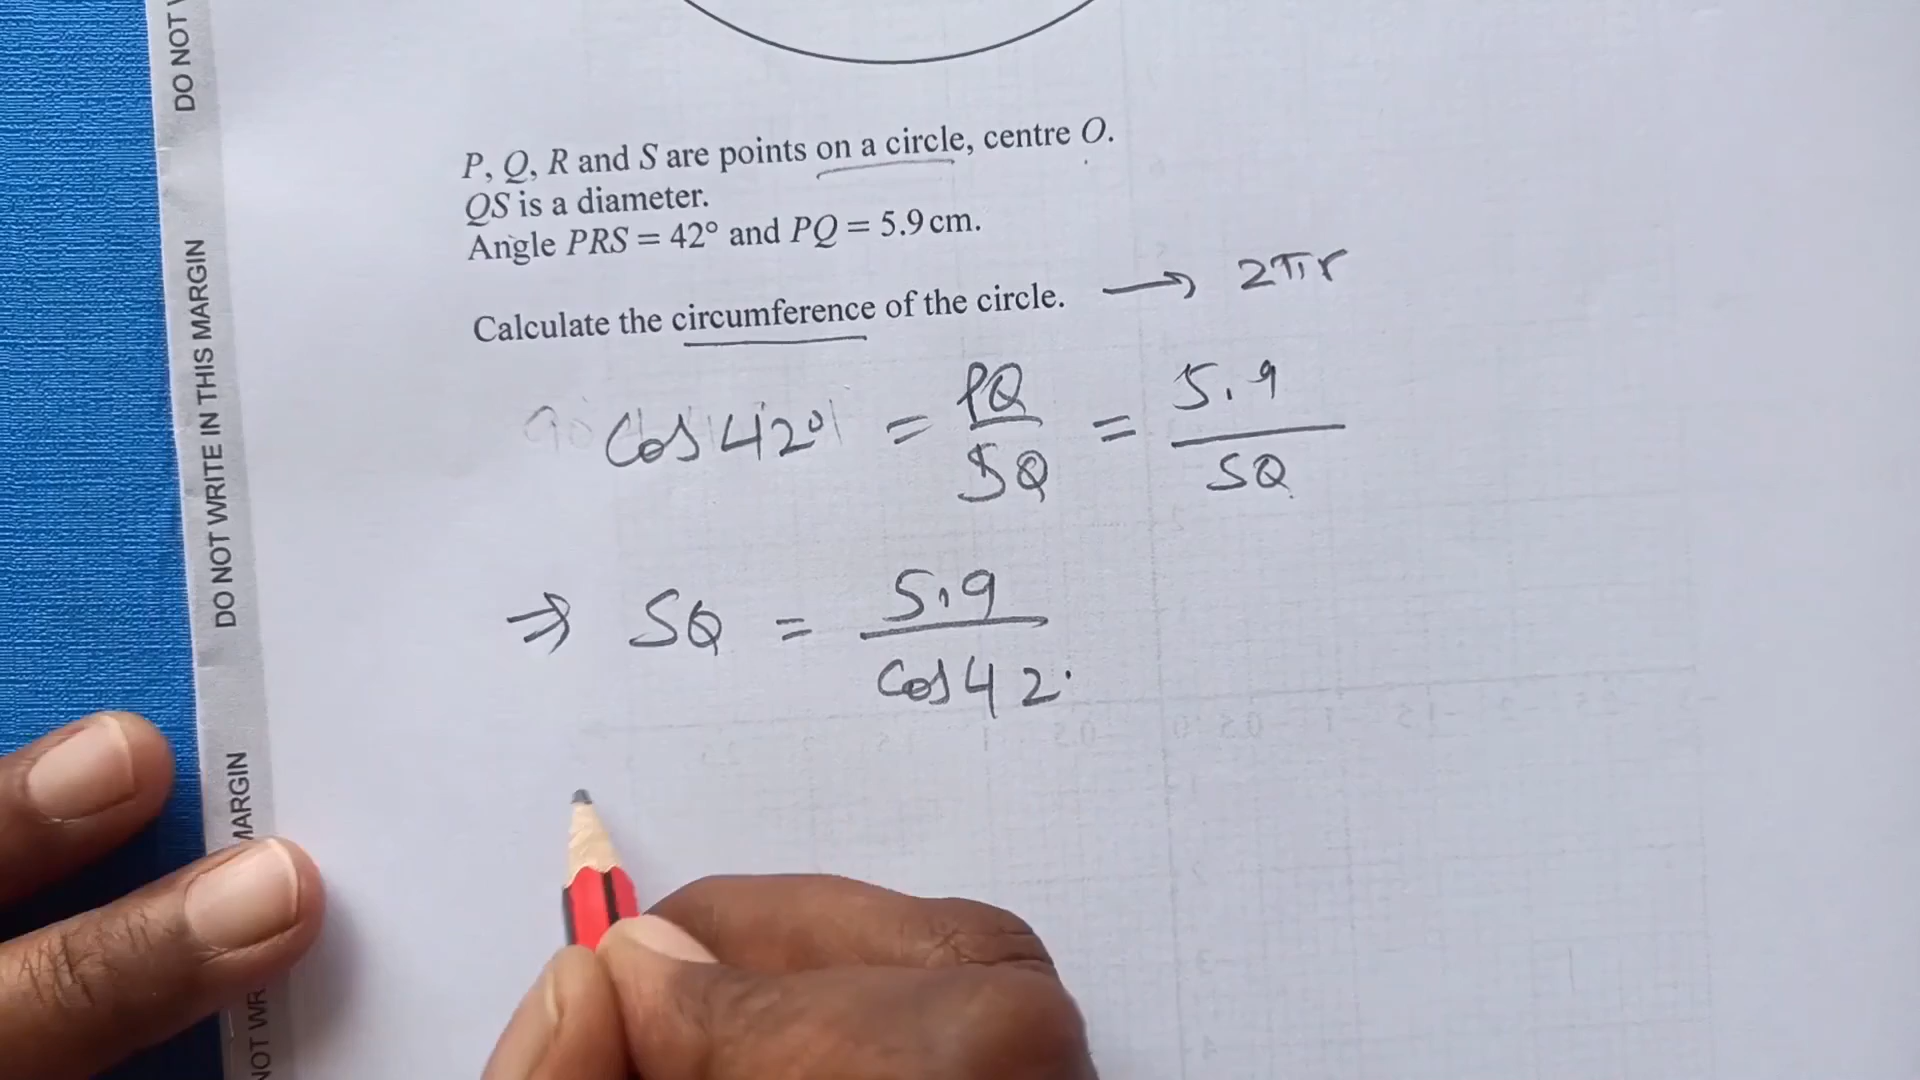 DO NOT
P, Q, R and S are points on a circle, centre O.
QS is a diameter.
Angle PRS = 42° and PQ = 5.9 cm.
Calculate the circumference of the circle. → 2πr
Cos 42° = PQ/SQ = 5.9/SQ
⇒ SQ = 5.9/Cos 42°
DO NOT WRITE IN THIS MARGIN
MARGIN
NOT WR